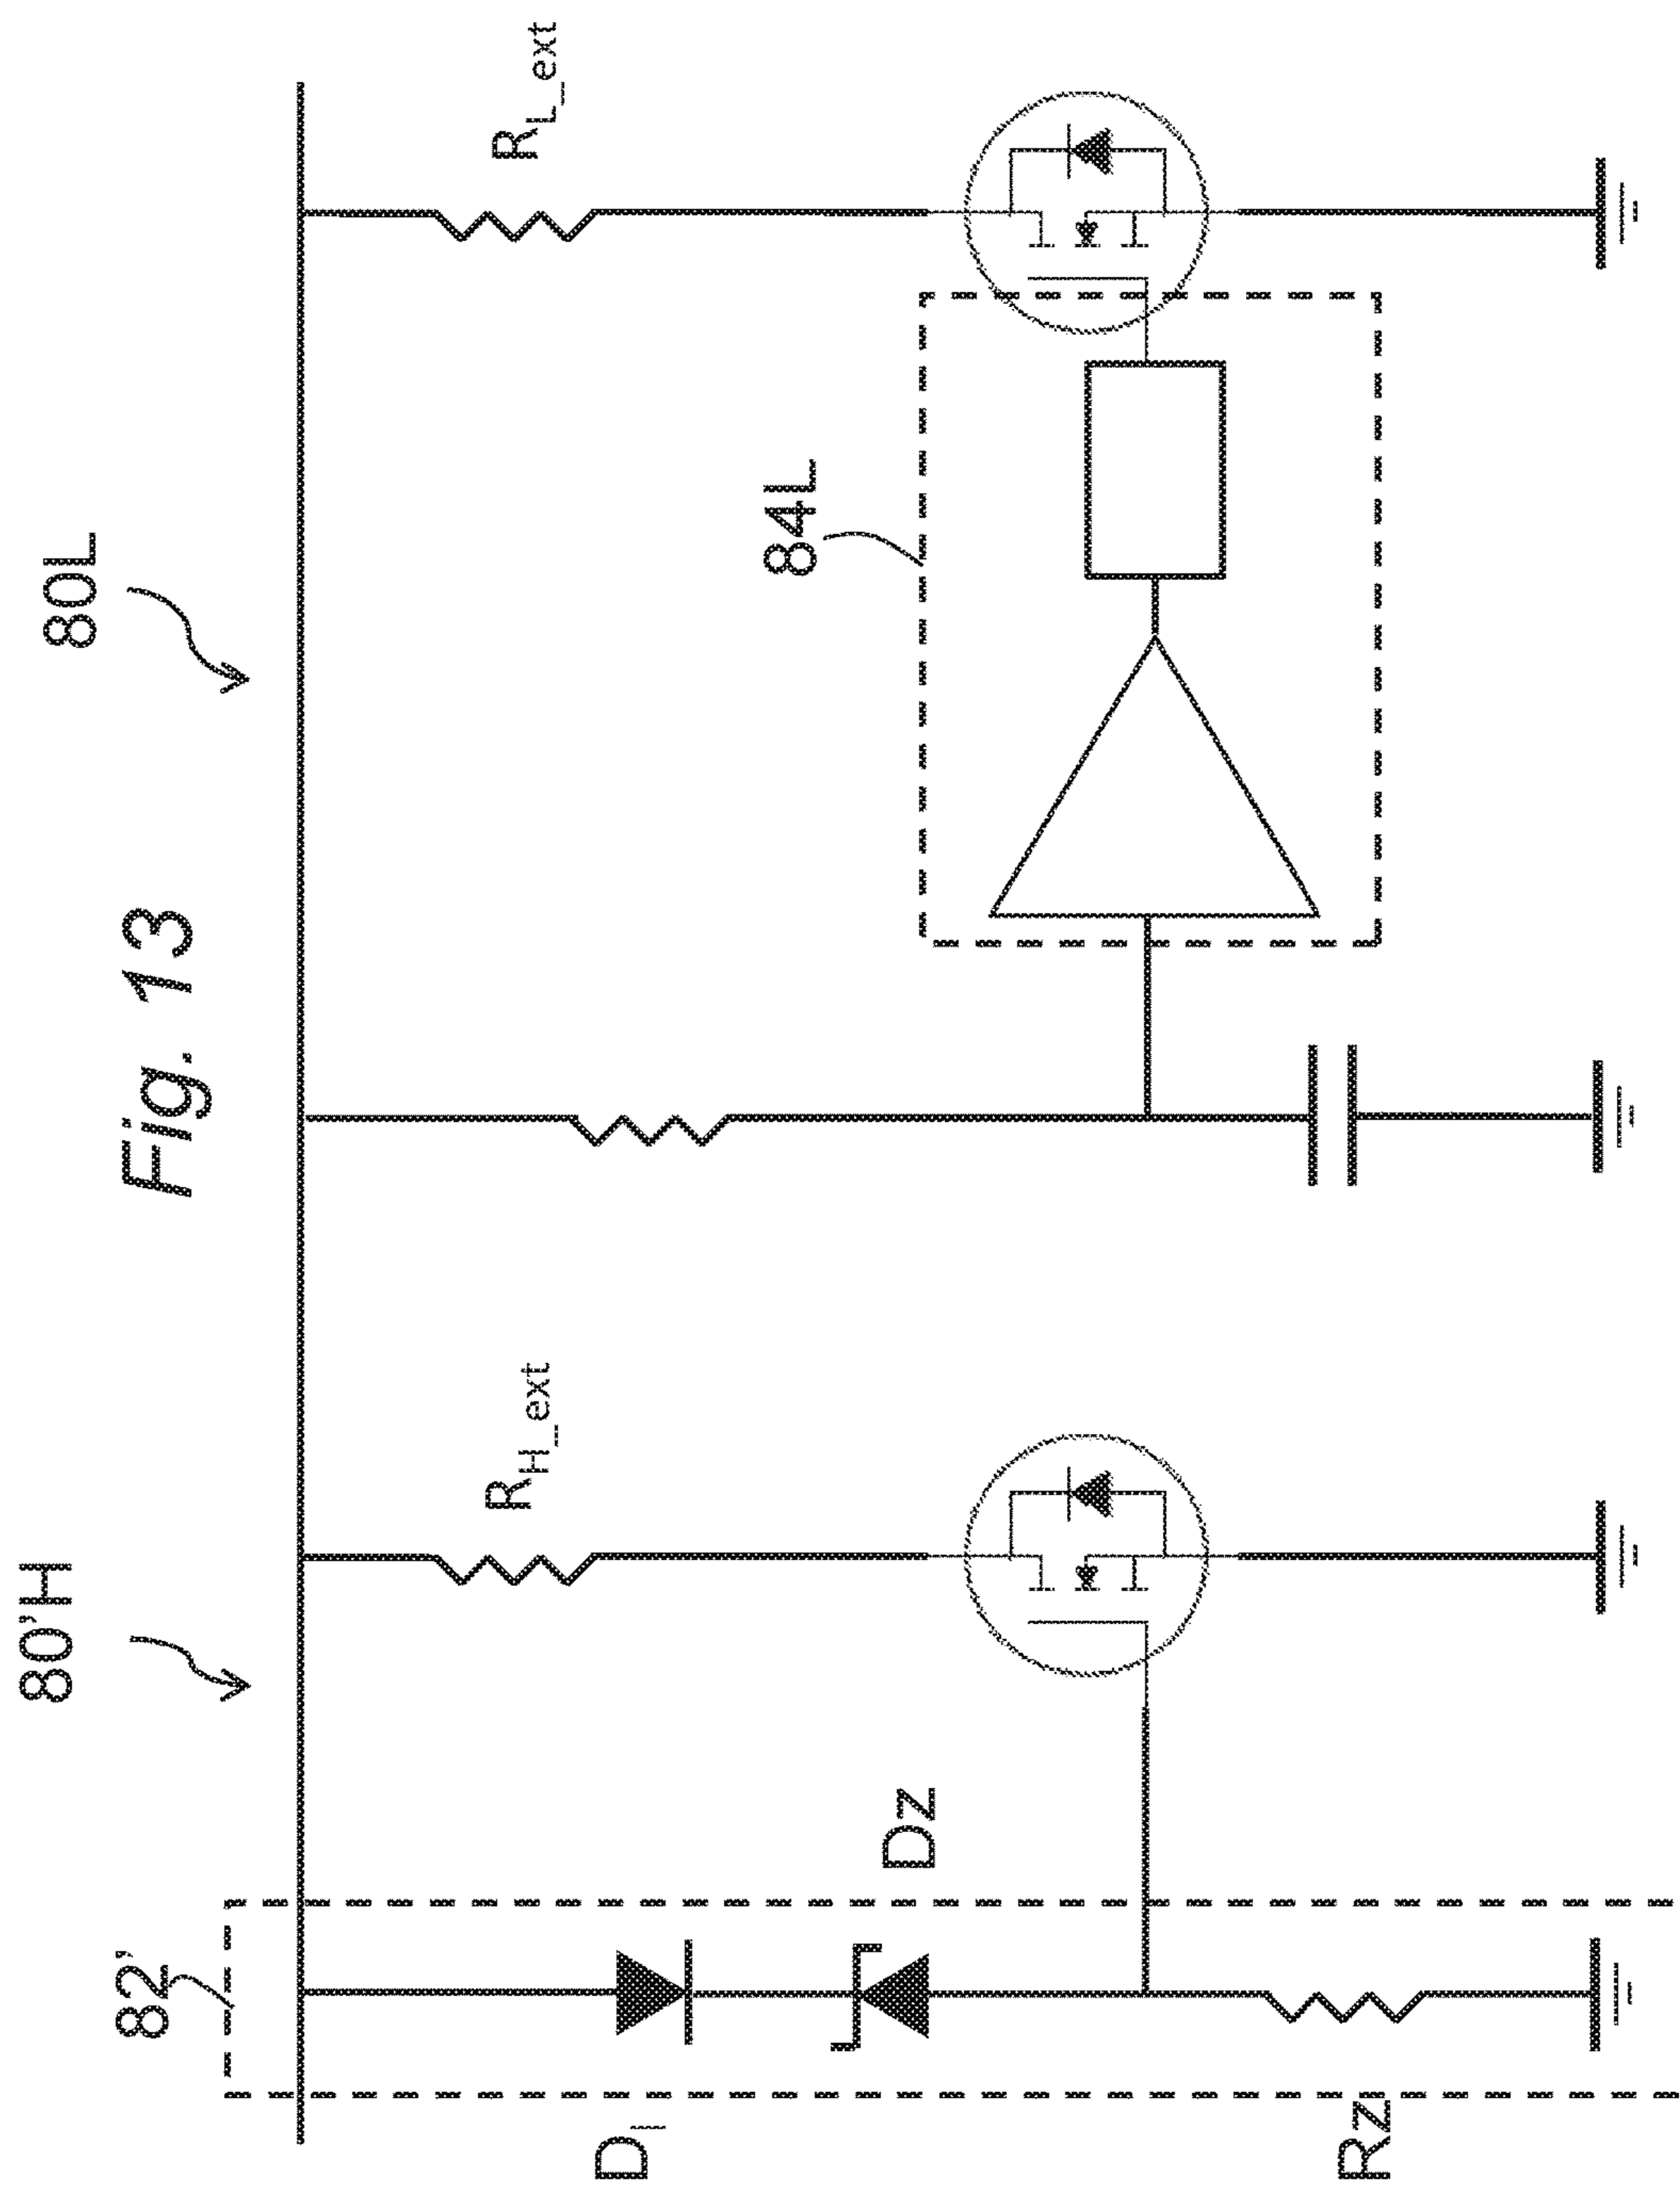 Fig. 13
80'H
80L
82'
R_H_ext
R_L_ext
84L
D_I
Dz
Rz